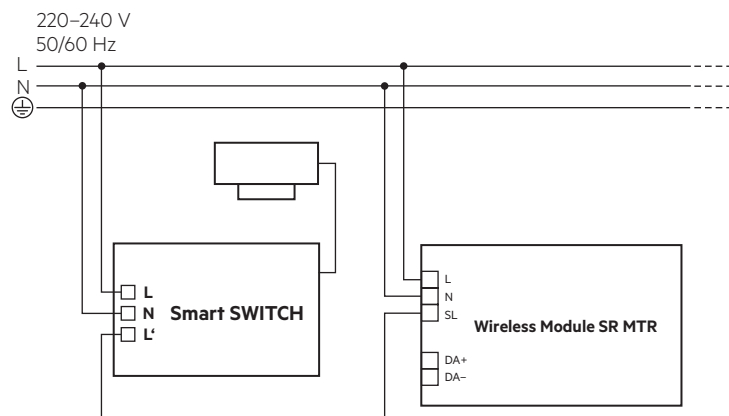 220–240 V
50/60 Hz
L
N
L
N
L‘
Smart SWITCH
L
N
SL
DA+
DA–
Wireless Module SR MTR